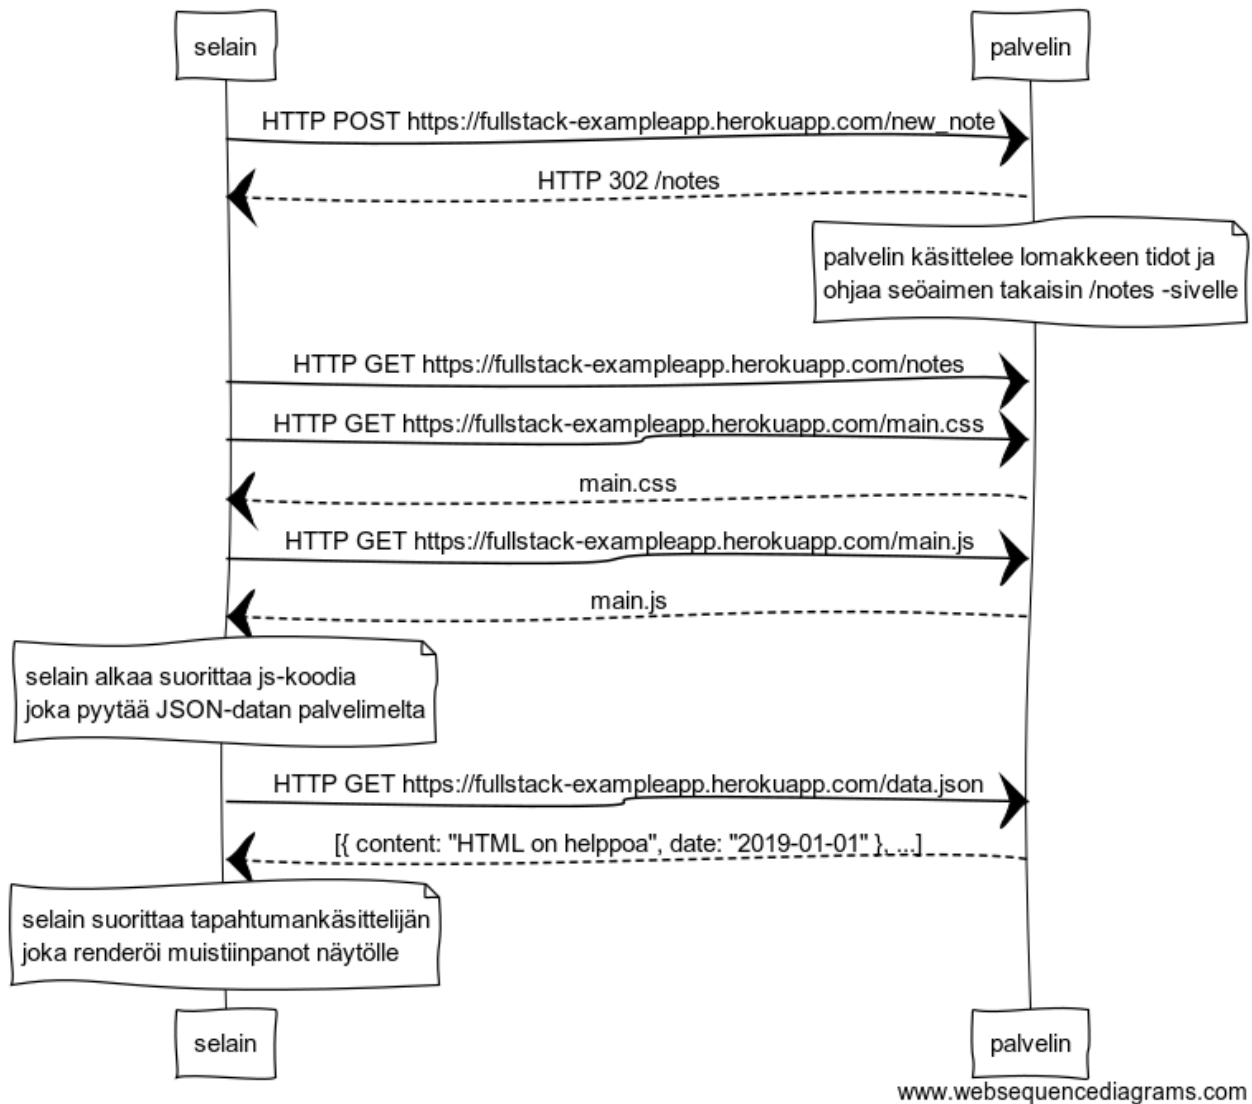 selain
palvelin
HTTP POST https://fullstack-exampleapp.herokuapp.com/new_note
HTTP 302 /notes
palvelin käsittelee lomakkeen tidot ja
ohjaa seöaimen takaisin /notes -sivelle
HTTP GET https://fullstack-exampleapp.herokuapp.com/notes
HTTP GET https://fullstack-exampleapp.herokuapp.com/main.css
main.css
HTTP GET https://fullstack-exampleapp.herokuapp.com/main.js
main.js
selain alkaa suorittaa js-koodia
joka pyytää JSON-datan palvelimelta
HTTP GET https://fullstack-exampleapp.herokuapp.com/data.json
[{ content: "HTML on helppoa", date: "2019-01-01" }, ...]
selain suorittaa tapahtumankäsittelijän
joka renderöi muistiinpanot näytölle
selain
palvelin
www.websequencediagrams.com